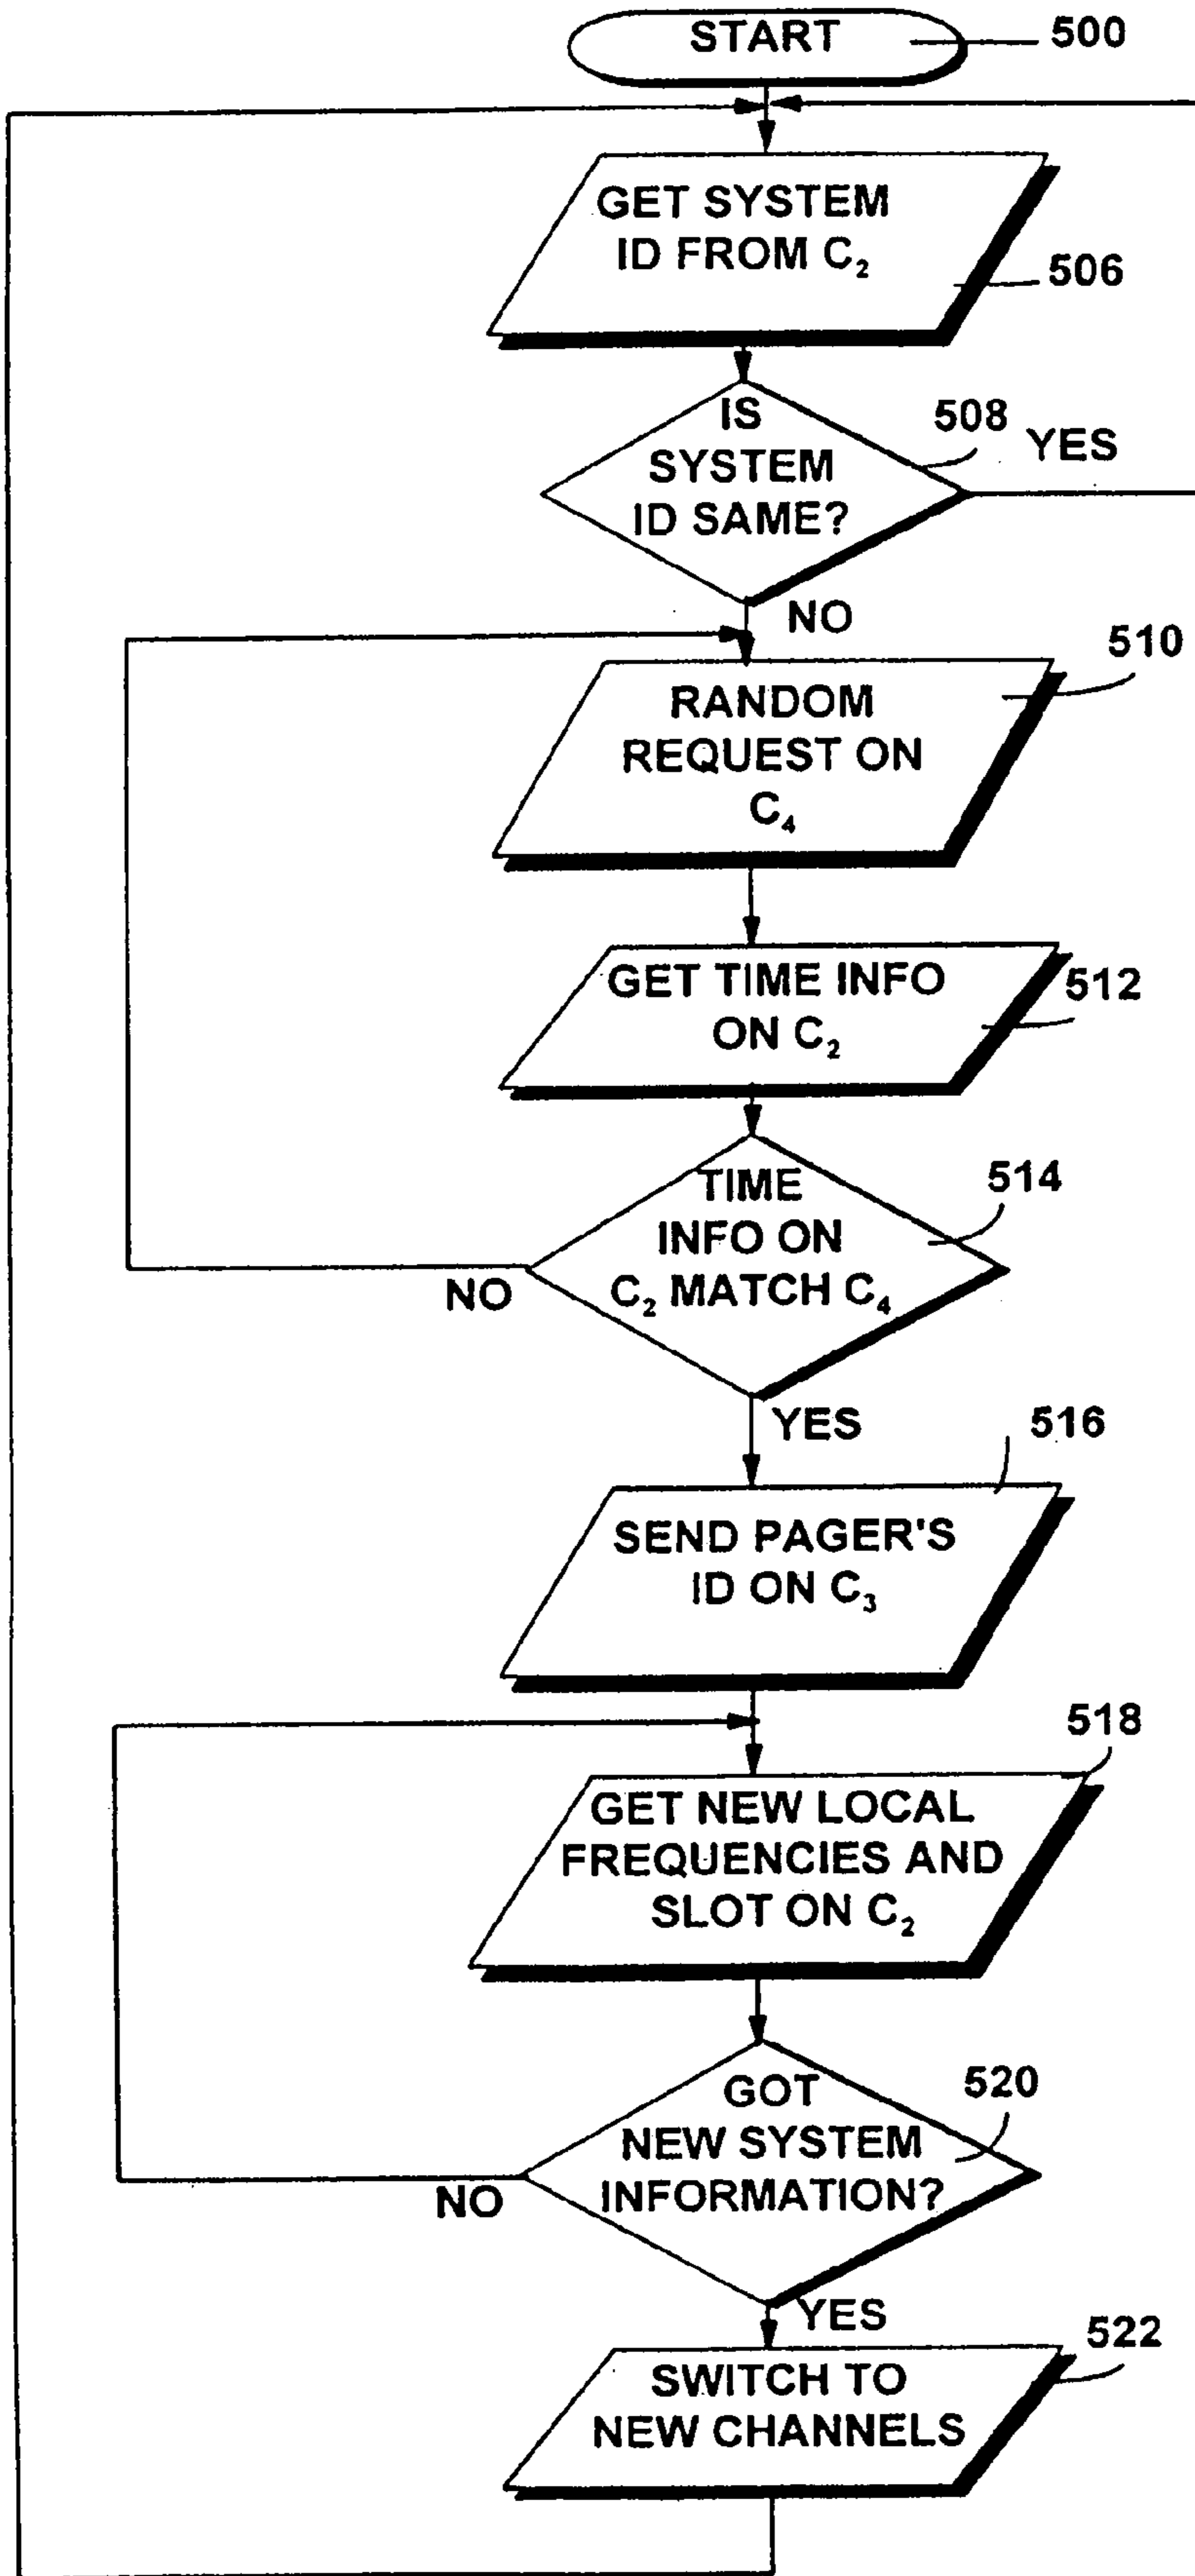 START
500
GET SYSTEM
ID FROM C₂
506
IS
SYSTEM
ID SAME?
508
YES
NO
RANDOM
REQUEST ON
C₄
510
GET TIME INFO
ON C₂
512
TIME
INFO ON
C₂ MATCH C₄
514
NO
YES
SEND PAGER'S
ID ON C₃
516
GET NEW LOCAL
FREQUENCIES AND
SLOT ON C₂
518
GOT
NEW SYSTEM
INFORMATION?
520
NO
YES
SWITCH TO
NEW CHANNELS
522